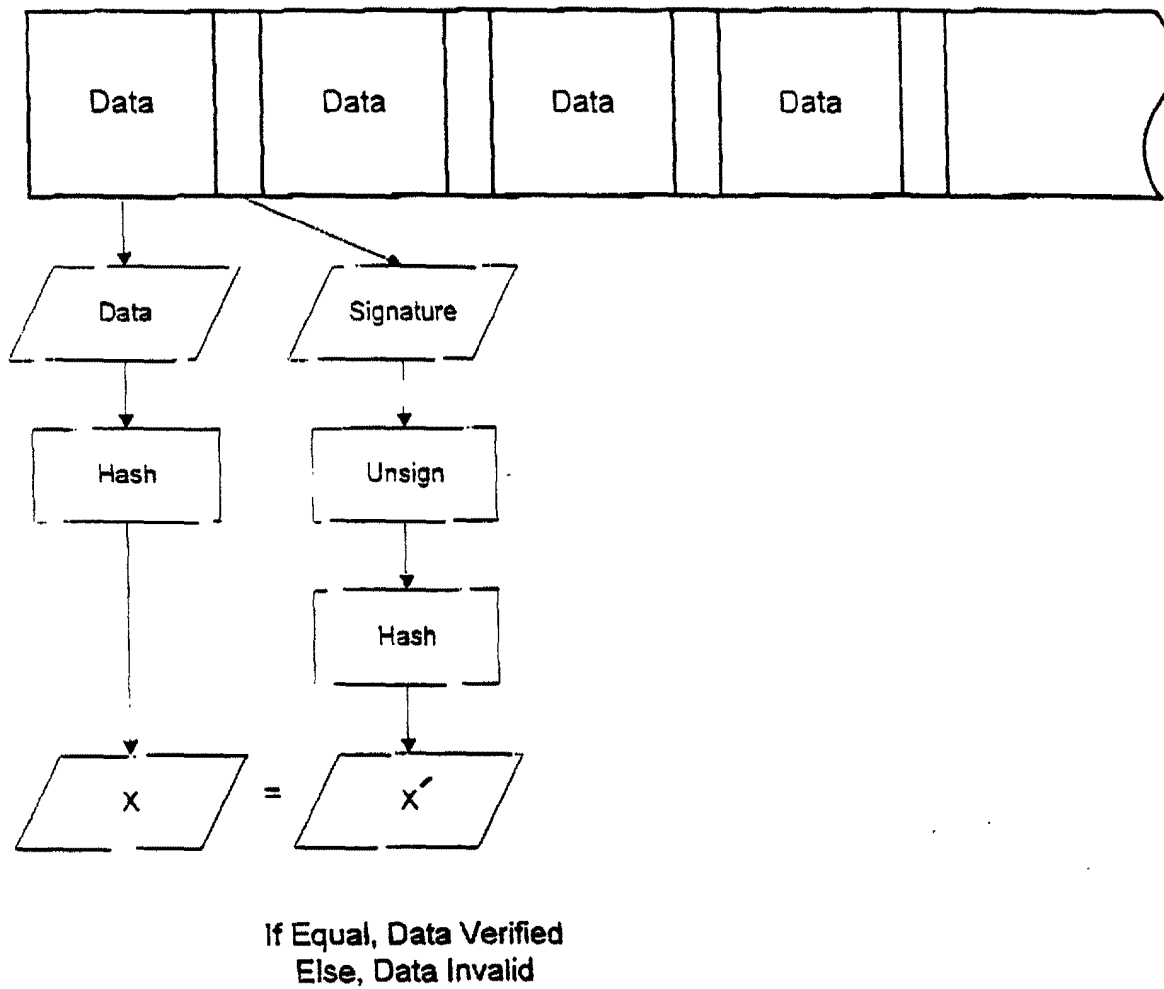 Data Data Data Data
Data Signature
Hash Unsign
Hash
X = X′
If Equal, Data Verified
Else, Data Invalid